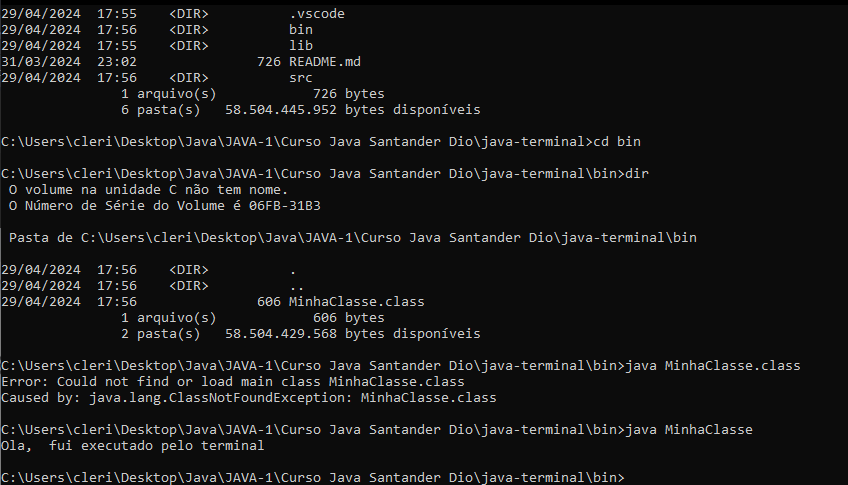 29/04/2024  17:55    <DIR>          .vscode
29/04/2024  17:56    <DIR>          bin
29/04/2024  17:55    <DIR>          lib
31/03/2024  23:02               726 README.md
29/04/2024  17:56    <DIR>          src
               1 arquivo(s)            726 bytes
               6 pasta(s)   58.504.445.952 bytes disponíveis
C:\Users\cleri\Desktop\Java\JAVA-1\Curso Java Santander Dio\java-terminal>cd bin
C:\Users\cleri\Desktop\Java\JAVA-1\Curso Java Santander Dio\java-terminal\bin>dir
 O volume na unidade C não tem nome.
 O Número de Série do Volume é 06FB-31B3
 Pasta de C:\Users\cleri\Desktop\Java\JAVA-1\Curso Java Santander Dio\java-terminal\bin
29/04/2024  17:56    <DIR>          .
29/04/2024  17:56    <DIR>          ..
29/04/2024  17:56               606 MinhaClasse.class
               1 arquivo(s)            606 bytes
               2 pasta(s)   58.504.429.568 bytes disponíveis
C:\Users\cleri\Desktop\Java\JAVA-1\Curso Java Santander Dio\java-terminal\bin>java MinhaClasse.class
Error: Could not find or load main class MinhaClasse.class
Caused by: java.lang.ClassNotFoundException: MinhaClasse.class
C:\Users\cleri\Desktop\Java\JAVA-1\Curso Java Santander Dio\java-terminal\bin>java MinhaClasse
Ola,  fui executado pelo terminal
C:\Users\cleri\Desktop\Java\JAVA-1\Curso Java Santander Dio\java-terminal\bin>